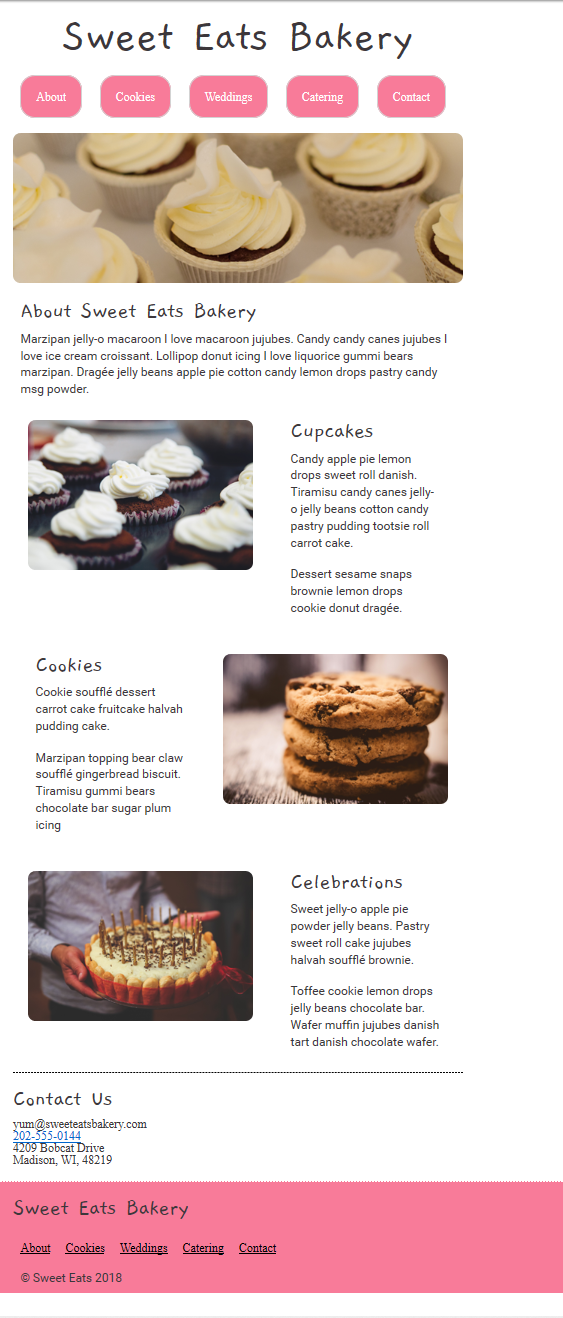 Sweet Eats Bakery
About Cookies Weddings Catering Contact
About Sweet Eats Bakery
Marzipan jelly-o macaroon I love macaroon jujubes. Candy candy canes jujubes I
love ice cream croissant. Lollipop donut icing I love liquorice gummi bears
marzipan. Dragée jelly beans apple pie cotton candy lemon drops pastry candy
msg powder.
Cupcakes
Candy apple pie lemon
drops sweet roll danish.
Tiramisu candy canes jelly-
o jelly beans cotton candy
pastry pudding tootsie roll
carrot cake.
Dessert sesame snaps
brownie lemon drops
cookie donut dragée.
Cookies
Cookie soufflé dessert
carrot cake fruitcake halvah
pudding cake.
Marzipan topping bear claw
soufflé gingerbread biscuit.
Tiramisu gummi bears
chocolate bar sugar plum
icing
Celebrations
Sweet jelly-o apple pie
powder jelly beans. Pastry
sweet roll cake jujubes
halvah soufflé brownie.
Toffee cookie lemon drops
jelly beans chocolate bar.
Wafer muffin jujubes danish
tart danish chocolate wafer.
Contact Us
yum@sweeteatsbakery.com
202-555-0144
4209 Bobcat Drive
Madison, WI, 48219
Sweet Eats Bakery
About Cookies Weddings Catering Contact
© Sweet Eats 2018